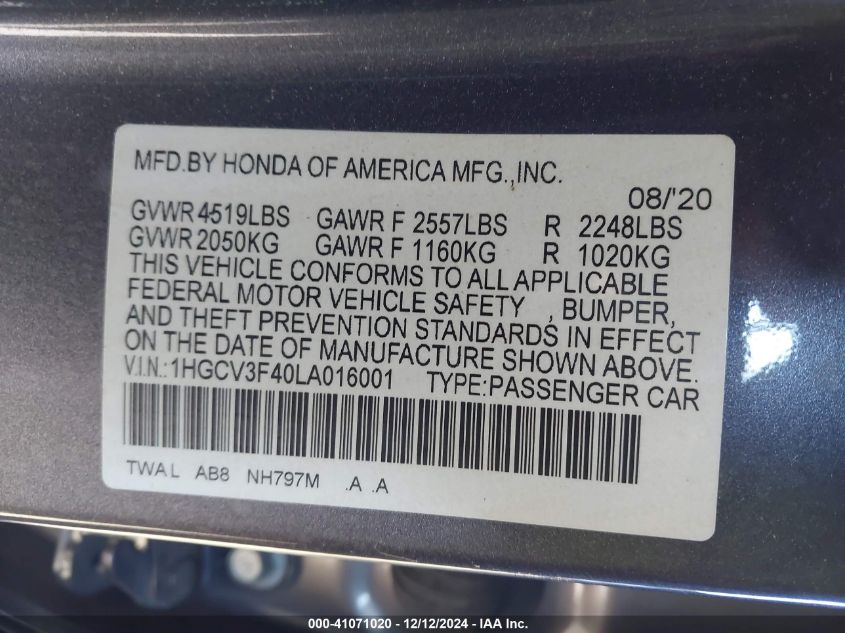 MFD.BY HONDA OF AMERICA MFG.,INC.
08/'20
GVWR 4519LBS GAWR F 2557LBS R 2248LBS
GVWR 2050KG GAWR F 1160KG R 1020KG
THIS VEHICLE CONFORMS TO ALL APPLICABLE
FEDERAL MOTOR VEHICLE SAFETY , BUMPER,
AND THEFT PREVENTION STANDARDS IN EFFECT
ON THE DATE OF MANUFACTURE SHOWN ABOVE.
V.I.N.:1HGCV3F40LA016001 TYPE:PASSENGER CAR
TWA L AB8 NH797M .A .A
000-41071020 - 12/12/2024 - IAA Inc.